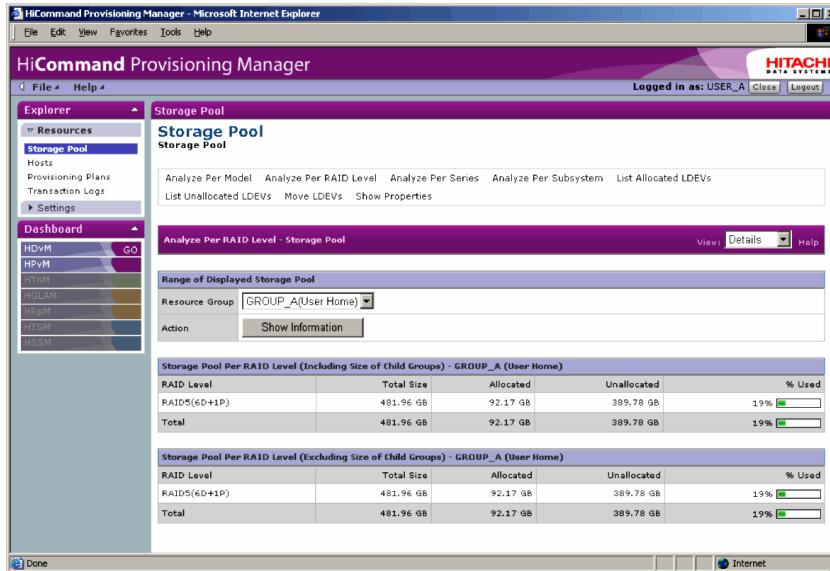 HiCommand Provisioning Manager - Microsoft Internet Explorer
File Edit View Favorites Tools Help
HiCommand Provisioning Manager
HITACHI
DATA SYSTEMS
File Help
Logged in as: USER_A Close Logout
Explorer
Resources
Storage Pool
Hosts
Provisioning Plans
Transaction Logs
Settings
Dashboard
HDvM GO
HPvM
HTnM
HGLAM
HRpM
HTSM
HSSM
Storage Pool
Storage Pool
Storage Pool
Analyze Per Model Analyze Per RAID Level Analyze Per Series Analyze Per Subsystem List Allocated LDEVs
List Unallocated LDEVs Move LDEVs Show Properties
Analyze Per RAID Level - Storage Pool
View: Details Help
Range of Displayed Storage Pool
Resource Group GROUP_A(User Home)
Action Show Information
Storage Pool Per RAID Level (Including Size of Child Groups) - GROUP_A (User Home)
RAID Level Total Size Allocated Unallocated % Used
RAID5(6D+1P) 481.96 GB 92.17 GB 389.78 GB 19%
Total 481.96 GB 92.17 GB 389.78 GB 19%
Storage Pool Per RAID Level (Excluding Size of Child Groups) - GROUP_A (User Home)
RAID Level Total Size Allocated Unallocated % Used
RAID5(6D+1P) 481.96 GB 92.17 GB 389.78 GB 19%
Total 481.96 GB 92.17 GB 389.78 GB 19%
Done Internet